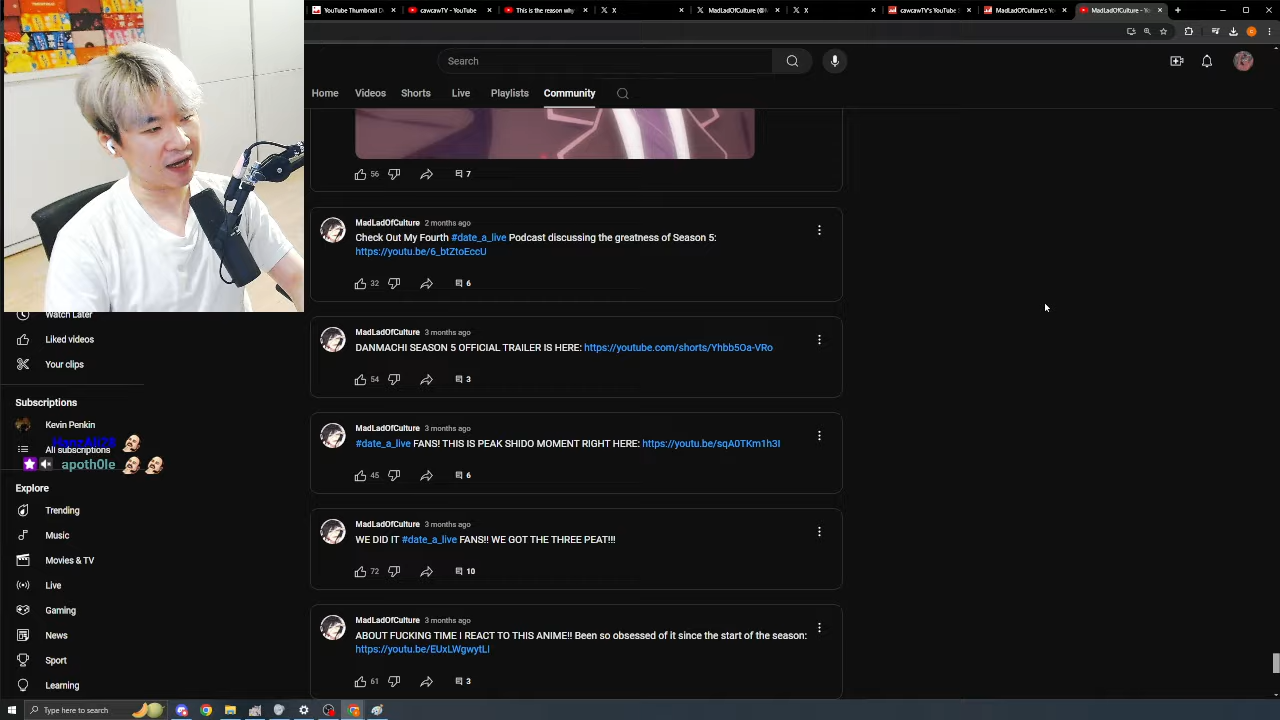 YouTube Thumbnail D
cawcawTV - YouTube
This is the reason why
X
MadLadOfCulture (@
X
cawcawTV's YouTube S
MadLadOfCulture's Yo
MadLadOfCulture - Yo
Search
Home Videos Shorts Live Playlists Community
56 7
MadLadOfCulture 2 months ago
Check Out My Fourth #date_a_live Podcast discussing the greatness of Season 5:
https://youtu.be/6_btZtoEccU
32 6
MadLadOfCulture 3 months ago
DANMACHI SEASON 5 OFFICIAL TRAILER IS HERE: https://youtube.com/shorts/Yhbb5Oa-VRo
54 3
MadLadOfCulture 3 months ago
#date_a_live FANS! THIS IS PEAK SHIDO MOMENT RIGHT HERE: https://youtu.be/sqA0TKm1h3I
45 6
MadLadOfCulture 3 months ago
WE DID IT #date_a_live FANS!! WE GOT THE THREE PEAT!!!
72 10
MadLadOfCulture 3 months ago
ABOUT FUCKING TIME I REACT TO THIS ANIME!! Been so obsessed of it since the start of the season:
https://youtu.be/EUxLWgwytLI
61 3
Watch Later
Liked videos
Your clips
Subscriptions
Kevin Penkin
All subscriptions
apoth0le
Explore
Trending
Music
Movies & TV
Live
Gaming
News
Sport
Learning
Type here to search